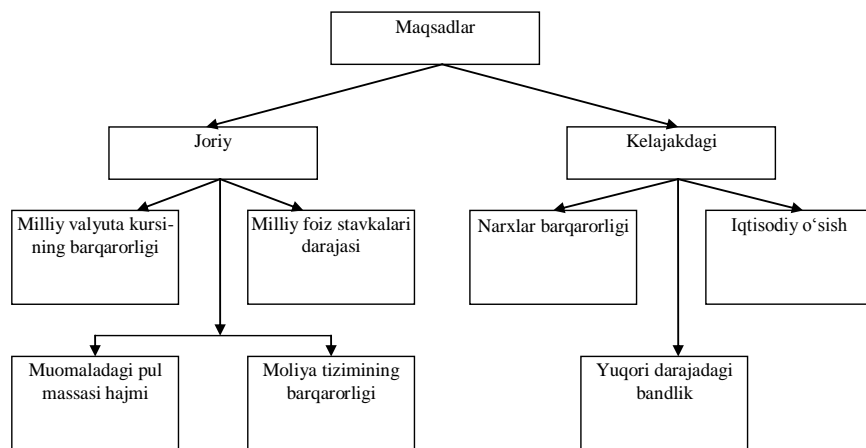 Maqsadlar
Joriy
Kelajakdagi
Milliy valyuta kursi-
ning barqarorligi
Milliy foiz stavkalari
darajasi
Narxlar barqarorligi
Iqtisodiy o‘sish
Muomaladagi pul
massasi hajmi
Moliya tizimining
barqarorligi
Yuqori darajadagi
bandlik